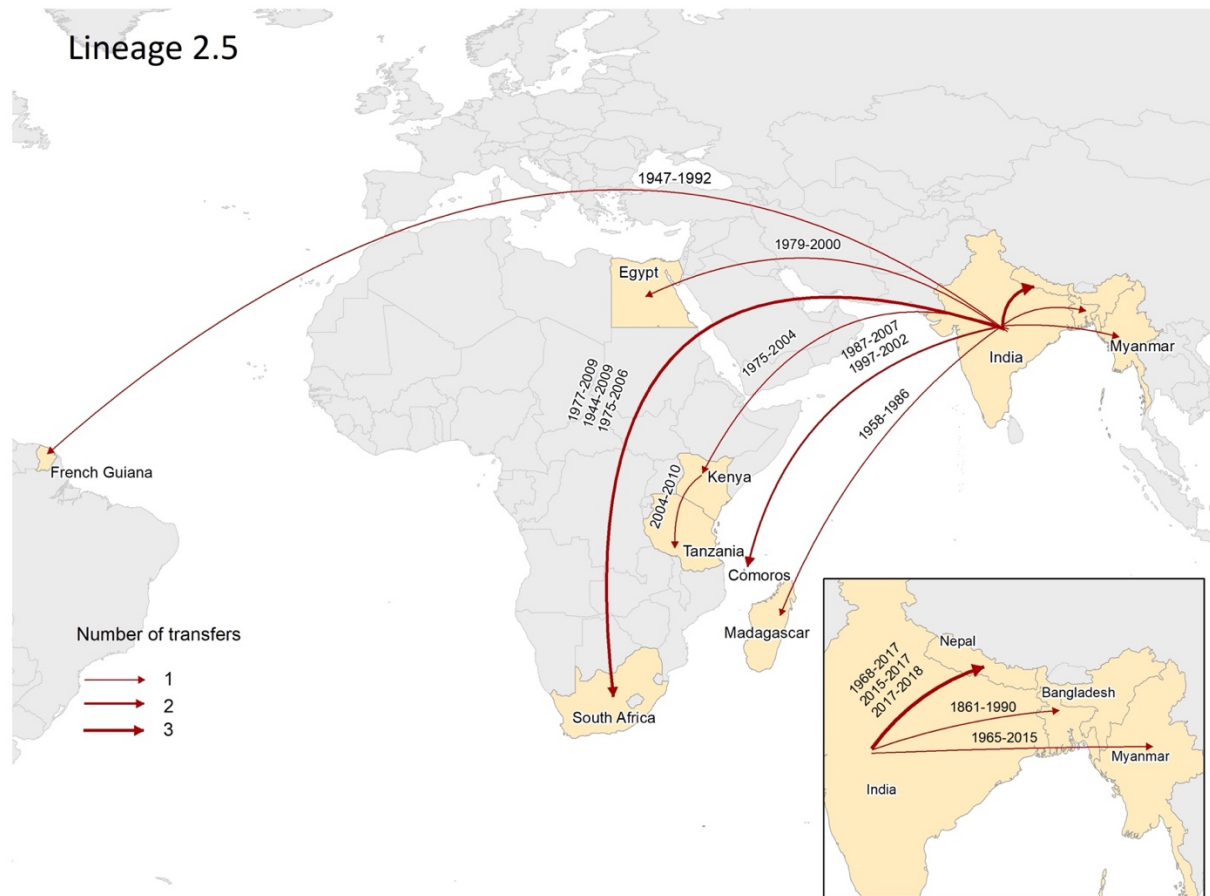 Lineage 2.5
1947-1992
1979-2000
Egypt
1975-2004
1987-2007
1997-2002
India
Myanmar
1958-1986
1977-2009
1944-2009
1975-2006
French Guiana
Kenya
2004-2010
Tanzania
Comoros
Madagascar
South Africa
Number of transfers
1
2
3
Nepal
1968-2017
2015-2017
2017-2018
Bangladesh
1861-1990
1965-2015
Myanmar
India